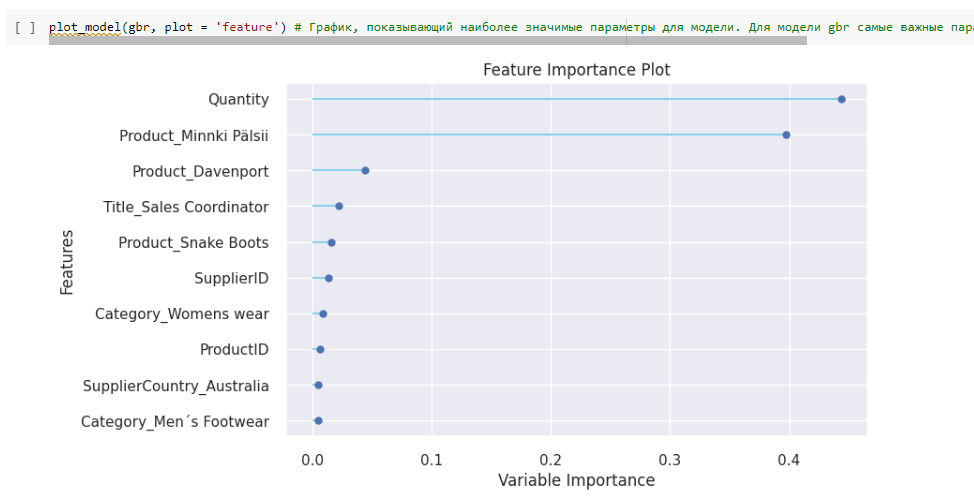 [ ] plot_model(gbr, plot = 'feature') # График, показывающий наиболее значимые параметры для модели. Для модели gbr самые важные
Feature Importance Plot
Quantity
Product_Minnki Pälsii
Product_Davenport
Title_Sales Coordinator
Product_Snake Boots
SupplierID
Category_Womens wear
ProductID
SupplierCountry_Australia
Category_Men´s Footwear
Features
0.0 0.1 0.2 0.3 0.4
Variable Importance